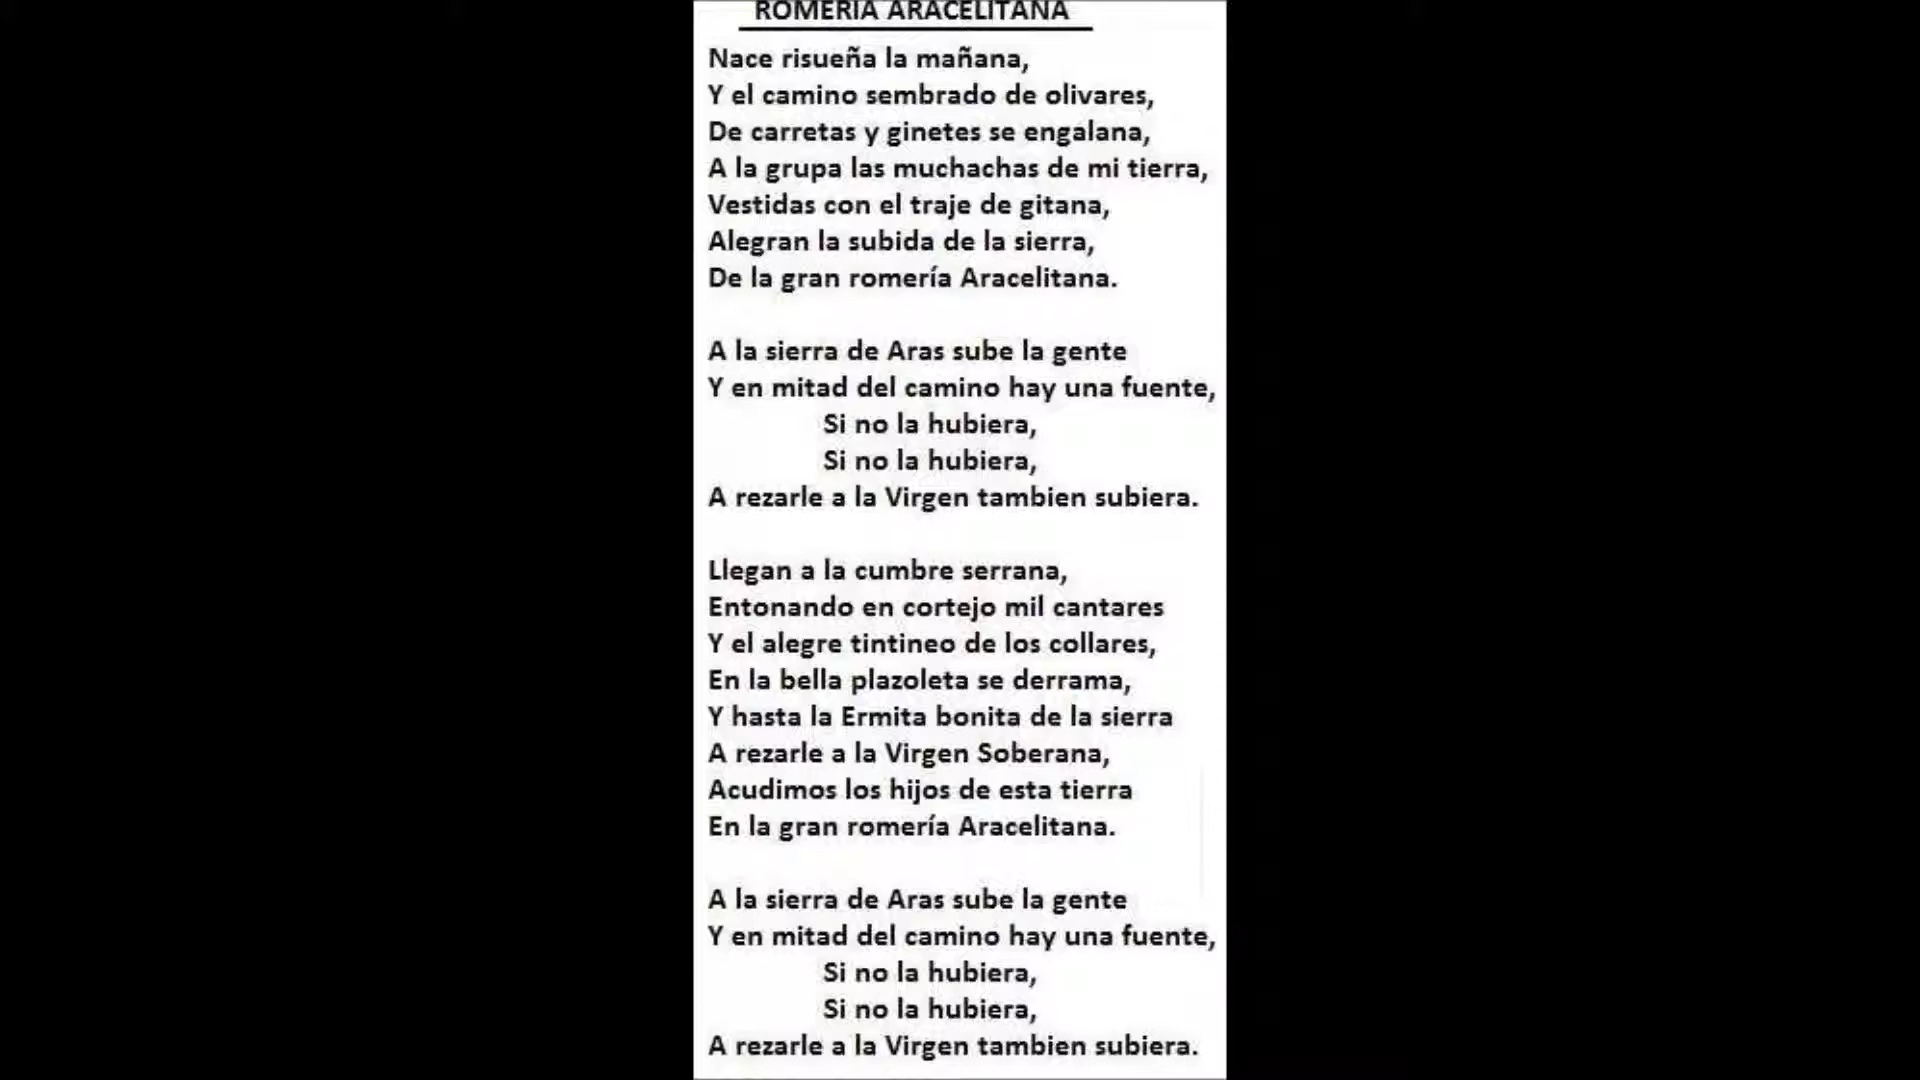 ROMERIA ARACELITANA
Nace risueña la mañana,
Y el camino sembrado de olivares,
De carretas y ginetes se engalana,
A la grupa las muchachas de mi tierra,
Vestidas con el traje de gitana,
Alegran la subida de la sierra,
De la gran romería Aracelitana.
A la sierra de Aras sube la gente
Y en mitad del camino hay una fuente,
Si no la hubiera,
Si no la hubiera,
A rezarle a la Virgen tambien subiera.
Llegan a la cumbre serrana,
Entonando en cortejo mil cantares
Y el alegre tintineo de los collares,
En la bella plazoleta se derrama,
Y hasta la Ermita bonita de la sierra
A rezarle a la Virgen Soberana,
Acudimos los hijos de esta tierra
En la gran romería Aracelitana.
A la sierra de Aras sube la gente
Y en mitad del camino hay una fuente,
Si no la hubiera,
Si no la hubiera,
A rezarle a la Virgen tambien subiera.